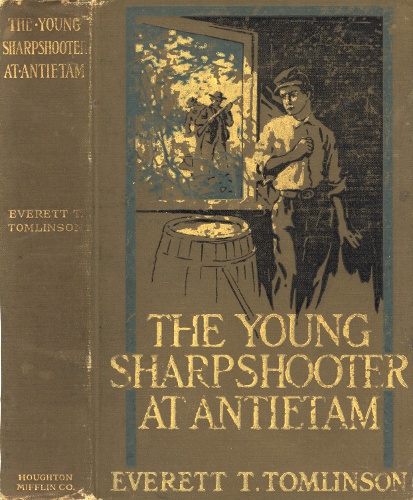 THE·YOUNG
SHARPSHOOTER
AT·ANTIETAM
EVERETT T.
TOMLINSON
HOUGHTON
MIFFLIN CO.
THE YOUNG
SHARPSHOOTER
AT ANTIETAM
EVERETT T. TOMLINSON